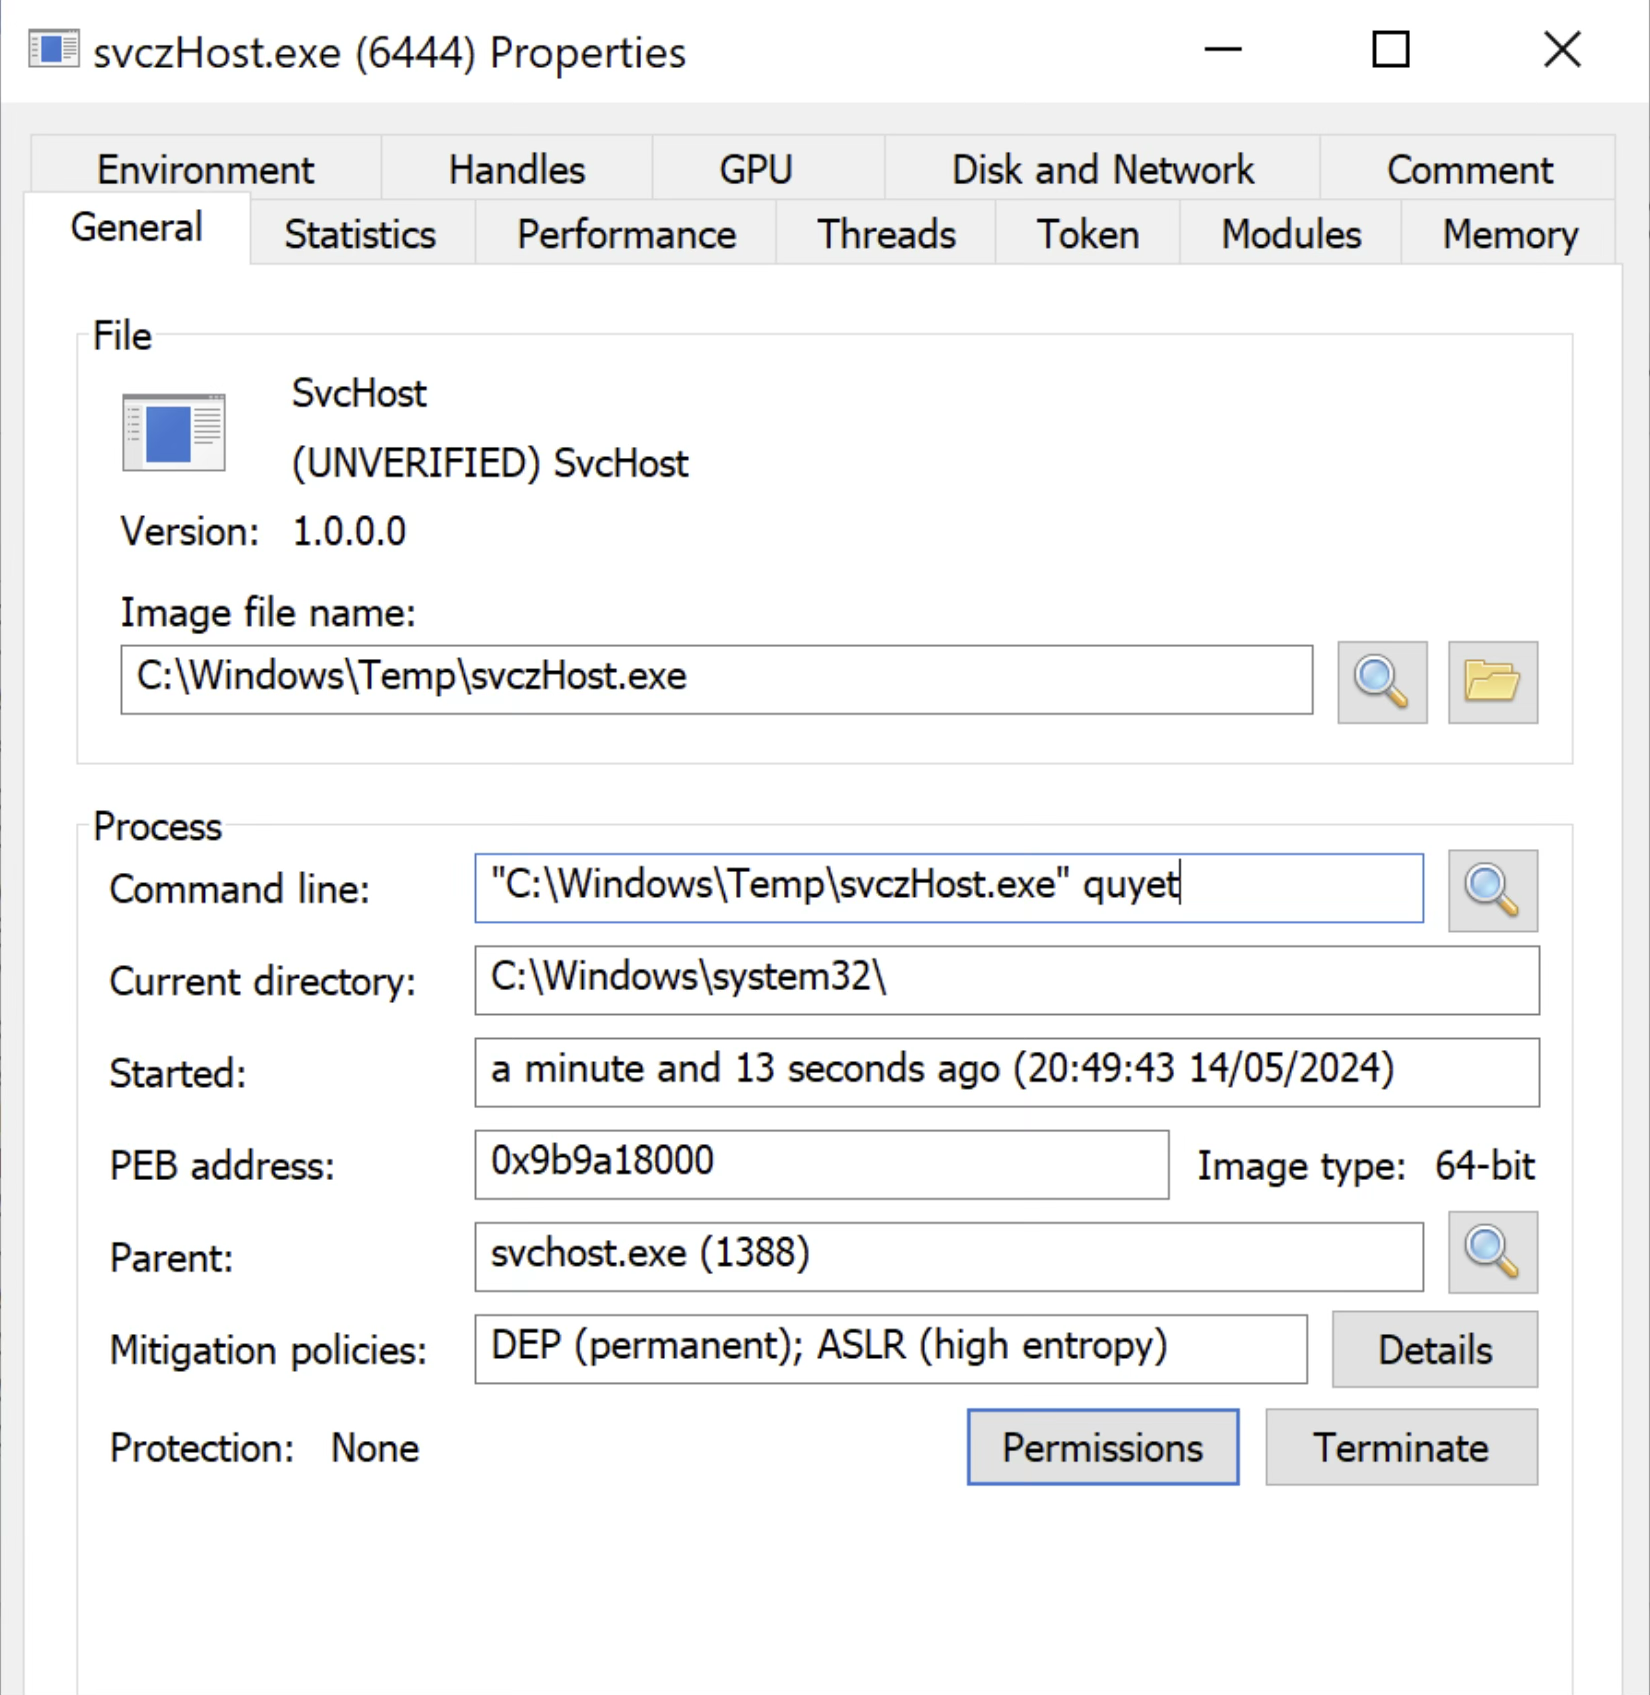 svczHost.exe (6444) Properties
Environment Handles GPU Disk and Network Comment
General Statistics Performance Threads Token Modules Memory
File
SvcHost
(UNVERIFIED) SvcHost
Version: 1.0.0.0
Image file name:
C:\Windows\Temp\svczHost.exe
Process
Command line: "C:\Windows\Temp\svczHost.exe" quyet
Current directory: C:\Windows\system32\
Started: a minute and 13 seconds ago (20:49:43 14/05/2024)
PEB address: 0x9b9a18000 Image type: 64-bit
Parent: svchost.exe (1388)
Mitigation policies: DEP (permanent); ASLR (high entropy) Details
Protection: None Permissions Terminate